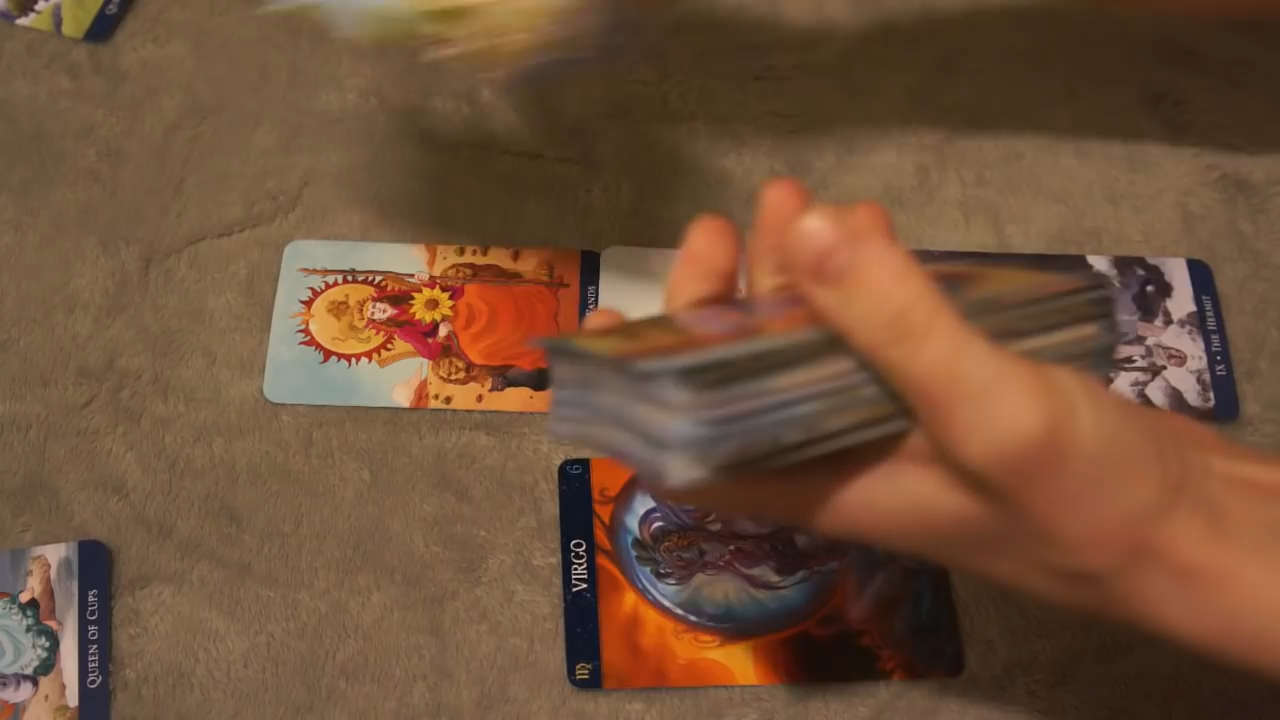 ANDS
IX • THE HERMIT
6
VIRGO
♍
QUEEN OF CUPS